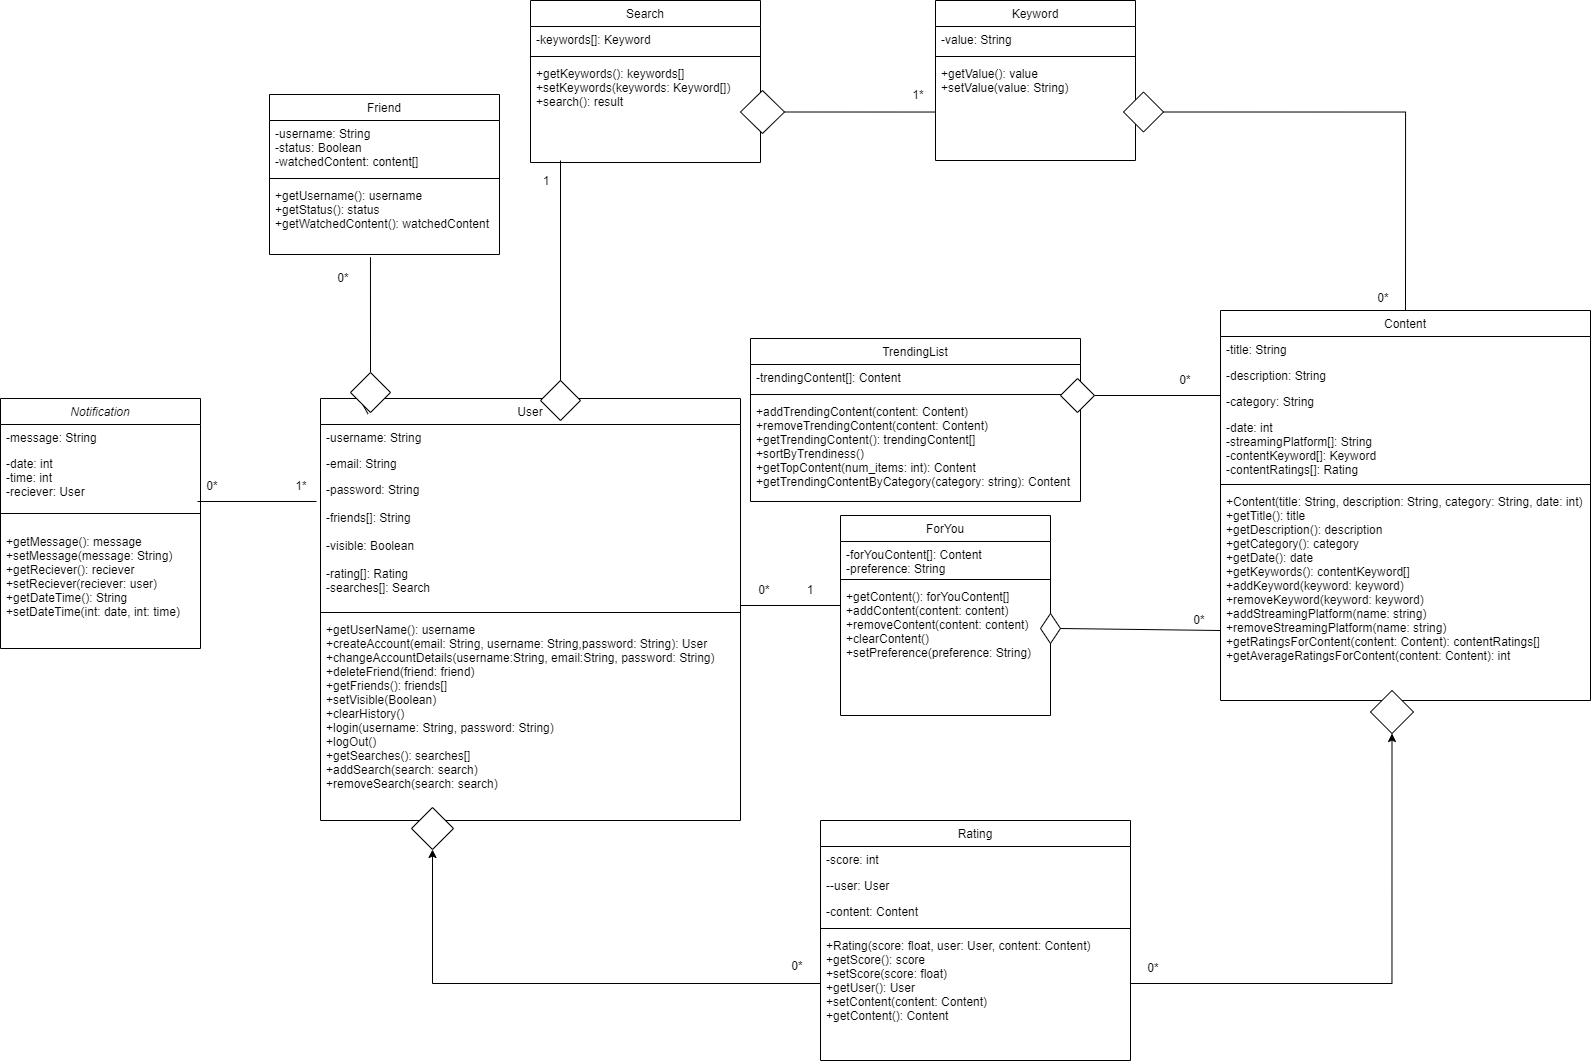 Search
-keywords[]: Keyword
+getKeywords(): keywords[]
+setKeywords(keywords: Keyword[])
+search(): result
Keyword
-value: String
+getValue(): value
+setValue(value: String)
1*
Friend
-username: String
-status: Boolean
-watchedContent: content[]
+getUsername(): username
+getStatus(): status
+getWatchedContent(): watchedContent
1
0*
0*
Content
-title: String
-description: String
-category: String
-date: int
-streamingPlatform[]: String
-contentKeyword[]: Keyword
-contentRatings[]: Rating
+Content(title: String, description: String, category: String, date: int)
+getTitle(): title
+getDescription(): description
+getCategory(): category
+getDate(): date
+getKeywords(): contentKeyword[]
+addKeyword(keyword: keyword)
+removeKeyword(keyword: keyword)
+addStreamingPlatform(name: string)
+removeStreamingPlatform(name: string)
+getRatingsForContent(content: Content): contentRatings[]
+getAverageRatingsForContent(content: Content): int
TrendingList
-trendingContent[]: Content
+addTrendingContent(content: Content)
+removeTrendingContent(content: Content)
+getTrendingContent(): trendingContent[]
+sortByTrendiness()
+getTopContent(num_items: int): Content
+getTrendingContentByCategory(category: string): Content
0*
Notification
-message: String
-date: int
-time: int
-reciever: User
+getMessage(): message
+setMessage(message: String)
+getReciever(): reciever
+setReciever(reciever: user)
+getDateTime(): String
+setDateTime(int: date, int: time)
0*
1*
User
-username: String
-email: String
-password: String
-friends[]: String
-visible: Boolean
-rating[]: Rating
-searches[]: Search
+getUserName(): username
+createAccount(email: String, username: String,password: String): User
+changeAccountDetails(username:String, email:String, password: String)
+deleteFriend(friend: friend)
+getFriends(): friends[]
+setVisible(Boolean)
+clearHistory()
+login(username: String, password: String)
+logOut()
+getSearches(): searches[]
+addSearch(search: search)
+removeSearch(search: search)
0*
1
ForYou
-forYouContent[]: Content
-preference: String
+getContent(): forYouContent[]
+addContent(content: content)
+removeContent(content: content)
+clearContent()
+setPreference(preference: String)
0*
Rating
-score: int
--user: User
-content: Content
+Rating(score: float, user: User, content: Content)
+getScore(): score
+setScore(score: float)
+getUser(): User
+setContent(content: Content)
+getContent(): Content
0*
0*